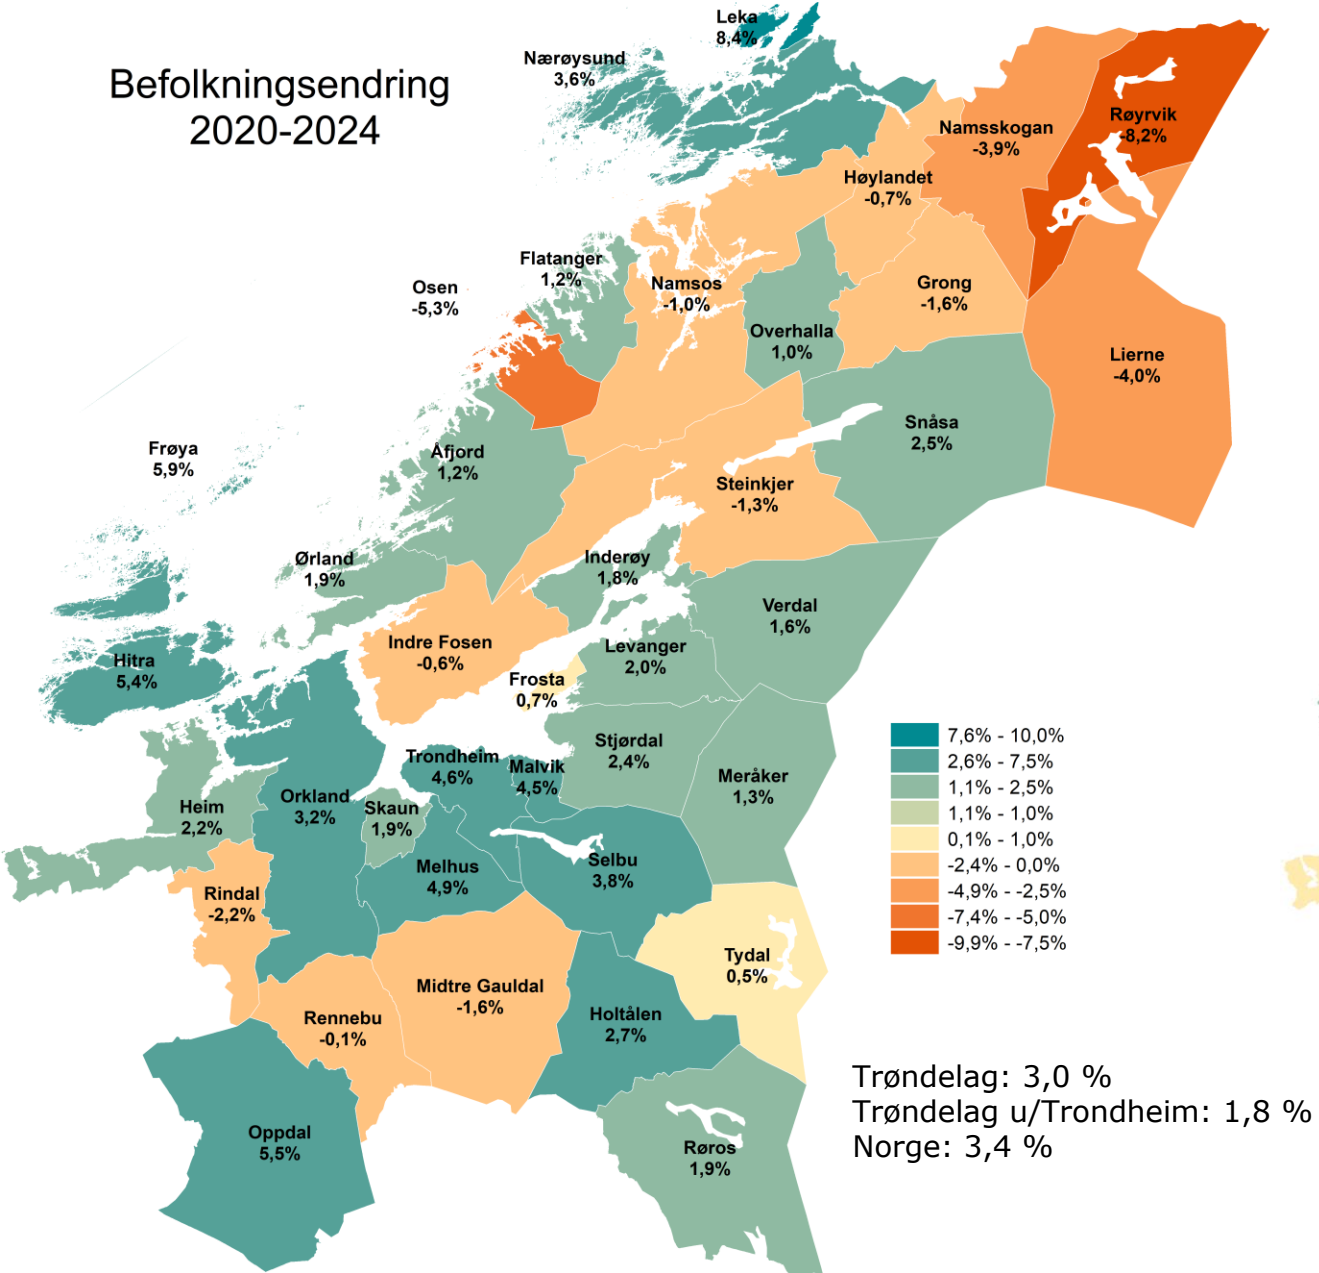 Befolkningsendring
2020-2024
Leka
8,4%
Nærøysund
3,6%
Røyrvik
-8,2%
Namsskogan
-3,9%
Høylandet
-0,7%
Flatanger
1,2%
Osen
-5,3%
Namsos
-1,0%
Grong
-1,6%
Overhalla
1,0%
Lierne
-4,0%
Snåsa
2,5%
Frøya
5,9%
Åfjord
1,2%
Steinkjer
-1,3%
Ørland
1,9%
Inderøy
1,8%
Verdal
1,6%
Indre Fosen
-0,6%
Levanger
2,0%
Hitra
5,4%
Frosta
0,7%
Stjørdal
2,4%
Trondheim
4,6%
Malvik
4,5%
Meråker
1,3%
Heim
2,2%
Orkland
3,2%
Skaun
1,9%
Melhus
4,9%
Selbu
3,8%
Rindal
-2,2%
Tydal
0,5%
Midtre Gauldal
-1,6%
Rennebu
-0,1%
Holtålen
2,7%
Oppdal
5,5%
Røros
1,9%
7,6% - 10,0%
2,6% - 7,5%
1,1% - 2,5%
1,1% - 1,0%
0,1% - 1,0%
-2,4% - 0,0%
-4,9% - -2,5%
-7,4% - -5,0%
-9,9% - -7,5%
Trøndelag: 3,0 %
Trøndelag u/Trondheim: 1,8 %
Norge: 3,4 %